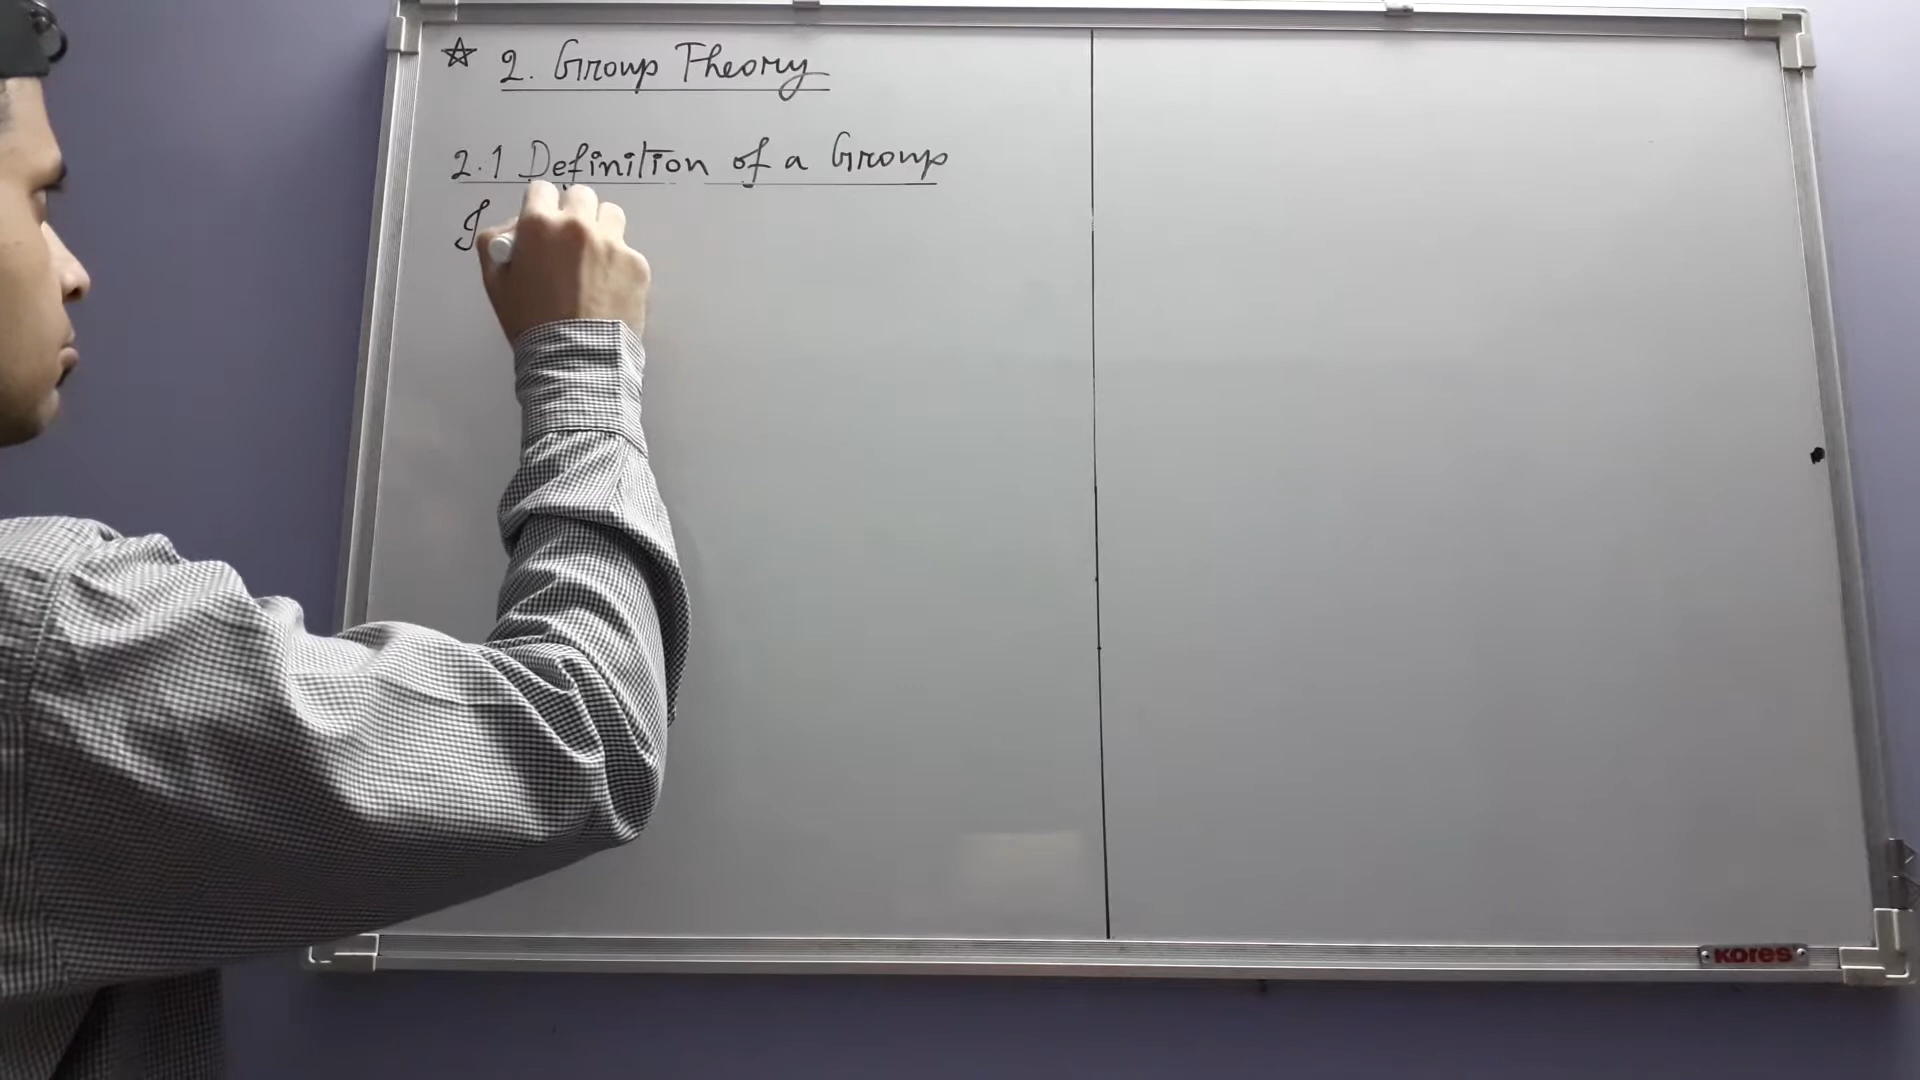 ☆ 2. Group Theory
2.1 Definition of a Group
I
KORES